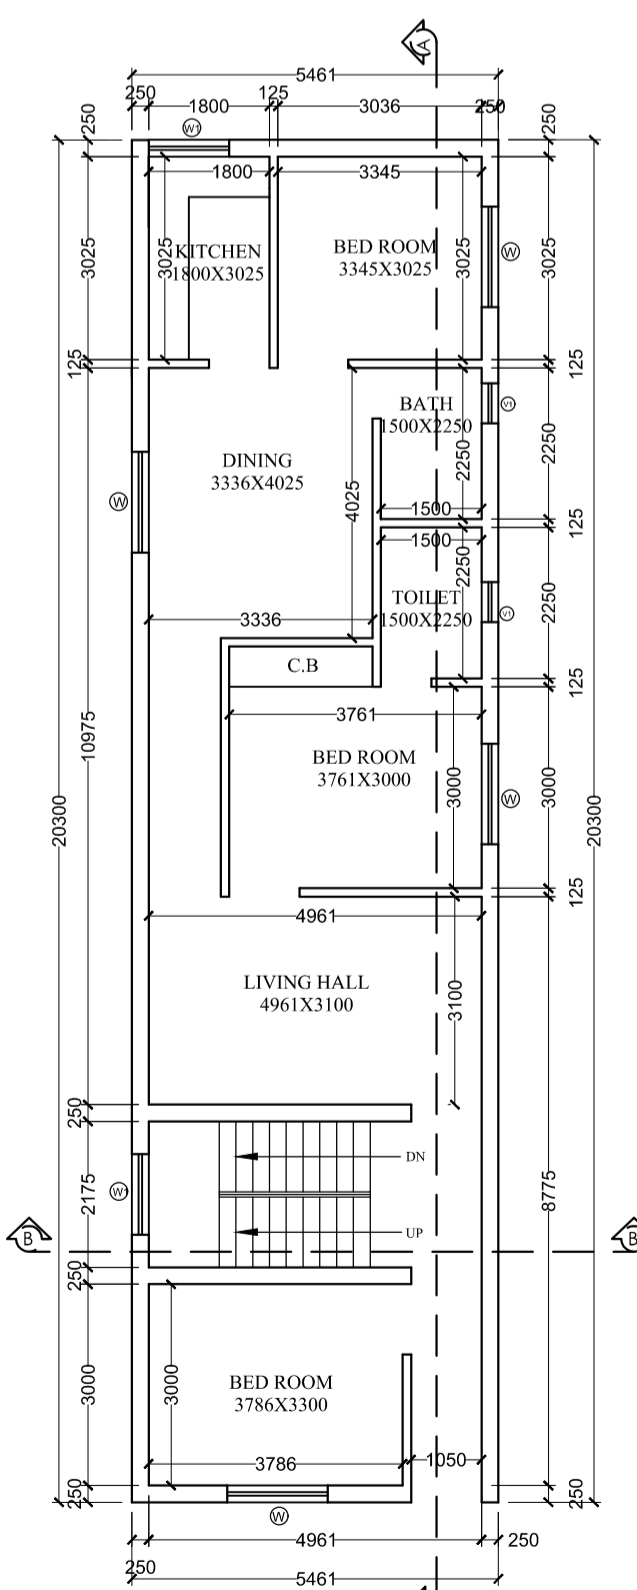 A
5461
250 1800 125 3036 250
W1
250 250
1800 3345
KITCHEN
1800X3025
BED ROOM
3345X3025
W
3025 3025 3025 3025
125 125
BATH
1500X2250
V1
2250 2250
DINING
3336X4025
W
4025
1500
125
1500
TOILET
1500X2250
V1
2250 2250
3336
C.B
125
3761
BED ROOM
3761X3000
W
10975
3000 3000
20300 20300
125
4961
LIVING HALL
4961X3100
3100
250
DN
W1
2175
UP
8775
B B
250
BED ROOM
3786X3300
3000 3000
3786 1050
250 250
W
4961 250
250
5461